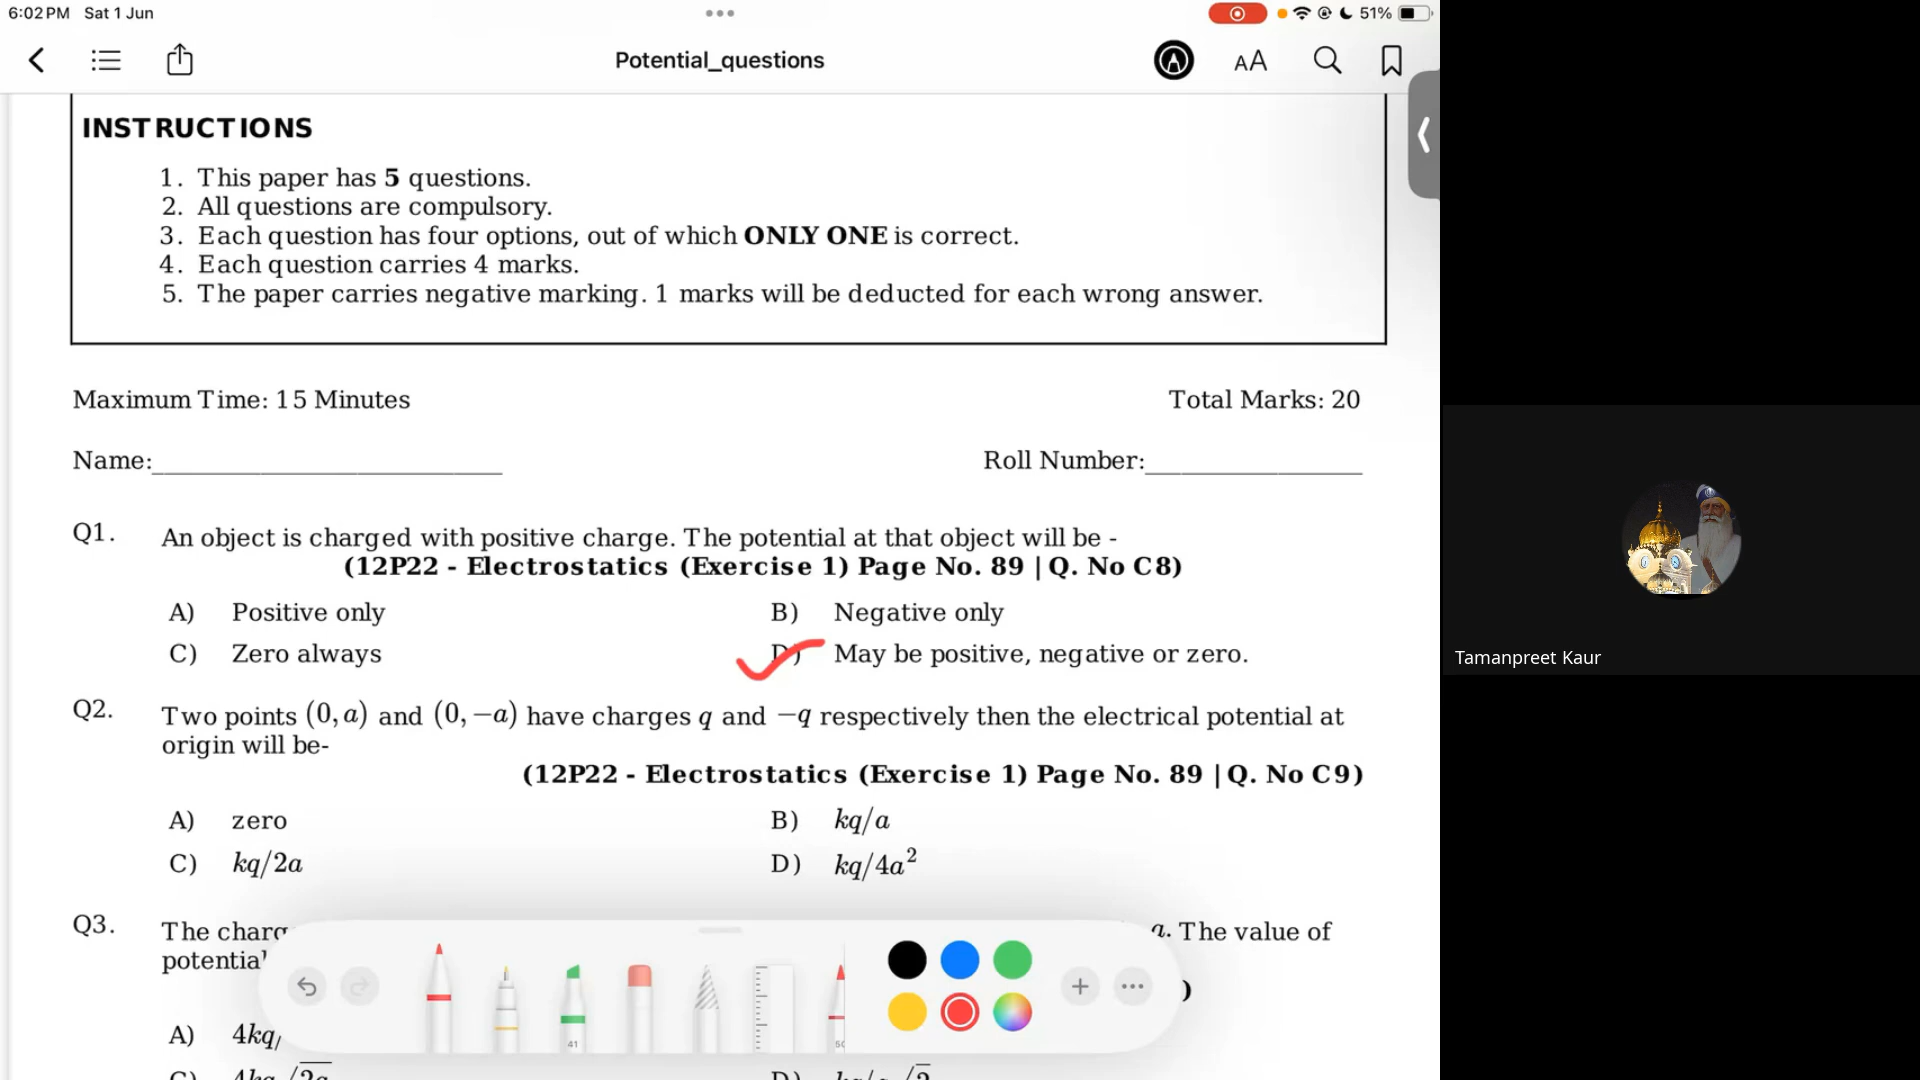 6:02 PM Sat 1 Jun
51%
Potential_questions
AA
INSTRUCTIONS
1. This paper has 5 questions.
2. All questions are compulsory.
3. Each question has four options, out of which ONLY ONE is correct.
4. Each question carries 4 marks.
5. The paper carries negative marking. 1 marks will be deducted for each wrong answer.
Maximum Time: 15 Minutes Total Marks: 20
Name:__________ Roll Number:__________
Q1. An object is charged with positive charge. The potential at that object will be -
(12P22 - Electrostatics (Exercise 1) Page No. 89 | Q. No C8)
A) Positive only B) Negative only
C) Zero always D) May be positive, negative or zero.
Q2. Two points (0, a) and (0, −a) have charges q and −q respectively then the electrical potential at
origin will be-
(12P22 - Electrostatics (Exercise 1) Page No. 89 | Q. No C9)
A) zero B) kq/a
C) kq/2a D) kq/4a²
Q3. The a. The value of
)
A) 4kq/
41
Tamanpreet Kaur